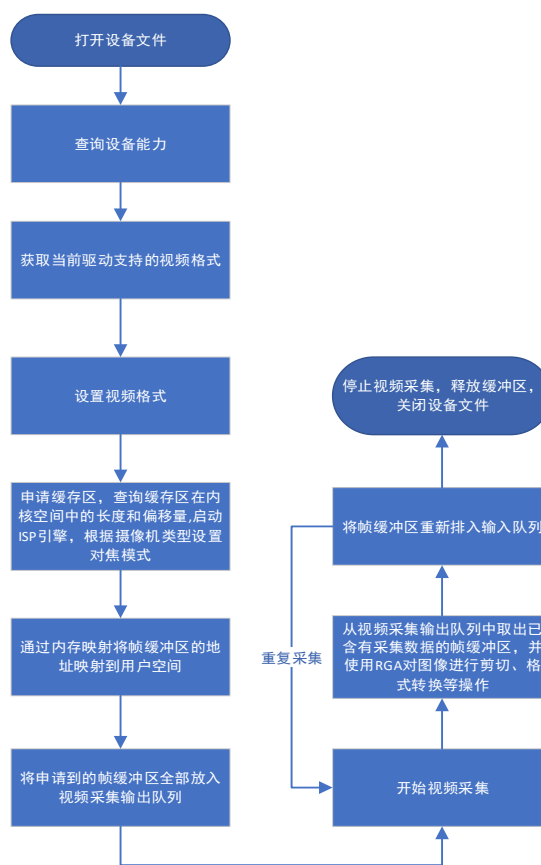 打开设备文件
查询设备能力
获取当前驱动支持的视频格式
设置视频格式
申请缓存区，查询缓存区在内
核空间中的长度和偏移量,启动
ISP引擎，根据摄像机类型设置
对焦模式
通过内存映射将帧缓冲区的地
址映射到用户空间
将申请到的帧缓冲区全部放入
视频采集输出队列
停止视频采集，释放缓冲区，
关闭设备文件
将帧缓冲区重新排入输入队列
从视频采集输出队列中取出已
含有采集数据的帧缓冲区，并
使用RGA对图像进行剪切、格
式转换等操作
重复采集
开始视频采集